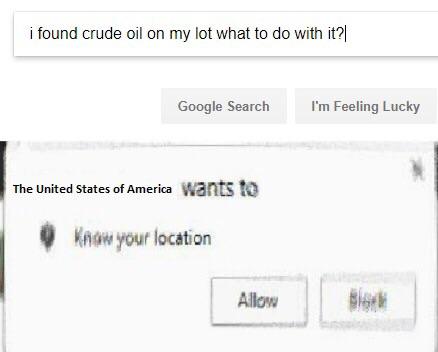 i found crude oil on my lot what to do with it?
Google Search I'm Feeling Lucky
The United States of America wants to
Know your location
Allow Block